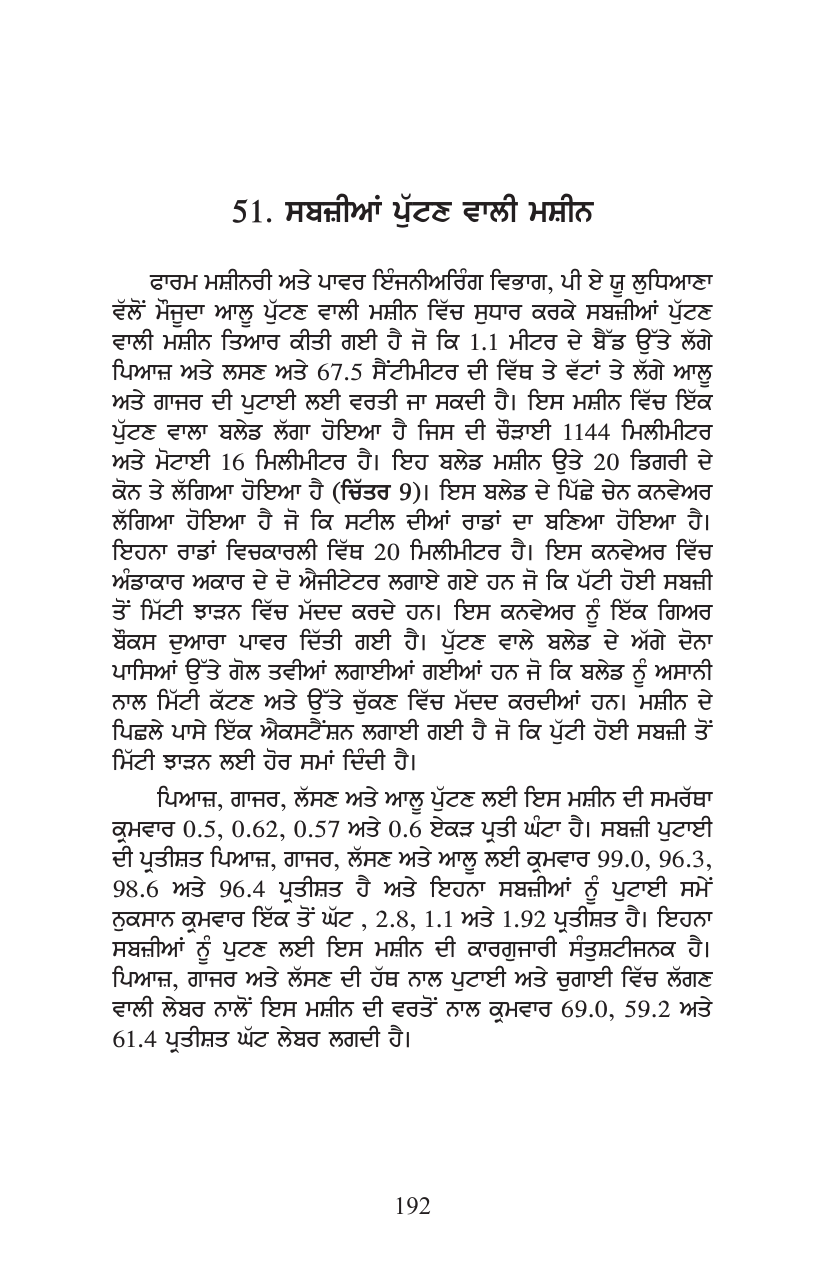 51. ਸਬਜ਼ੀਆਂ ਪੁੱਟਣ ਵਾਲੀ ਮਸ਼ੀਨ
ਫਾਰਮ ਮਸ਼ੀਨਰੀ ਅਤੇ ਪਾਵਰ ਇੰਜਨੀਅਰਿੰਗ ਵਿਭਾਗ, ਪੀ ਏ ਯੂ ਲੁਧਿਆਣਾ
ਵੱਲੋਂ ਮੌਜੂਦਾ ਆਲੂ ਪੁੱਟਣ ਵਾਲੀ ਮਸ਼ੀਨ ਵਿੱਚ ਸੁਧਾਰ ਕਰਕੇ ਸਬਜ਼ੀਆਂ ਪੁੱਟਣ
ਵਾਲੀ ਮਸ਼ੀਨ ਤਿਆਰ ਕੀਤੀ ਗਈ ਹੈ ਜੋ ਕਿ 1.1 ਮੀਟਰ ਦੇ ਬੈੱਡ ਉੱਤੇ ਲੱਗੇ
ਪਿਆਜ਼ ਅਤੇ ਲਸਣ ਅਤੇ 67.5 ਸੈਂਟੀਮੀਟਰ ਦੀ ਵਿੱਥ ਤੇ ਵੱਟਾਂ ਤੇ ਲੱਗੇ ਆਲੂ
ਅਤੇ ਗਾਜਰ ਦੀ ਪੁਟਾਈ ਲਈ ਵਰਤੀ ਜਾ ਸਕਦੀ ਹੈ। ਇਸ ਮਸ਼ੀਨ ਵਿੱਚ ਇੱਕ
ਪੁੱਟਣ ਵਾਲਾ ਬਲੇਡ ਲੱਗਾ ਹੋਇਆ ਹੈ ਜਿਸ ਦੀ ਚੌੜਾਈ 1144 ਮਿਲੀਮੀਟਰ
ਅਤੇ ਮੋਟਾਈ 16 ਮਿਲੀਮੀਟਰ ਹੈ। ਇਹ ਬਲੇਡ ਮਸ਼ੀਨ ਉਤੇ 20 ਡਿਗਰੀ ਦੇ
ਕੋਨ ਤੇ ਲੱਗਿਆ ਹੋਇਆ ਹੈ (ਚਿੱਤਰ 9)। ਇਸ ਬਲੇਡ ਦੇ ਪਿੱਛੇ ਚੇਨ ਕਨਵੇਅਰ
ਲੱਗਿਆ ਹੋਇਆ ਹੈ ਜੋ ਕਿ ਸਟੀਲ ਦੀਆਂ ਰਾਡਾਂ ਦਾ ਬਣਿਆ ਹੋਇਆ ਹੈ।
ਇਹਨਾ ਰਾਡਾਂ ਵਿਚਕਾਰਲੀ ਵਿੱਥ 20 ਮਿਲੀਮੀਟਰ ਹੈ। ਇਸ ਕਨਵੇਅਰ ਵਿੱਚ
ਅੰਡਾਕਾਰ ਅਕਾਰ ਦੇ ਦੋ ਐਜੀਟੇਟਰ ਲਗਾਏ ਗਏ ਹਨ ਜੋ ਕਿ ਪੱਟੀ ਹੋਈ ਸਬਜ਼ੀ
ਤੋਂ ਮਿੱਟੀ ਝਾੜਨ ਵਿੱਚ ਮੱਦਦ ਕਰਦੇ ਹਨ। ਇਸ ਕਨਵੇਅਰ ਨੂੰ ਇੱਕ ਗਿਅਰ
ਬੌਕਸ ਦੁਆਰਾ ਪਾਵਰ ਦਿੱਤੀ ਗਈ ਹੈ। ਪੁੱਟਣ ਵਾਲੇ ਬਲੇਡ ਦੇ ਅੱਗੇ ਦੋਨਾ
ਪਾਸਿਆਂ ਉੱਤੇ ਗੋਲ ਤਵੀਆਂ ਲਗਾਈਆਂ ਗਈਆਂ ਹਨ ਜੋ ਕਿ ਬਲੇਡ ਨੂੰ ਅਸਾਨੀ
ਨਾਲ ਮਿੱਟੀ ਕੱਟਣ ਅਤੇ ਉੱਤੇ ਚੁੱਕਣ ਵਿੱਚ ਮੱਦਦ ਕਰਦੀਆਂ ਹਨ। ਮਸ਼ੀਨ ਦੇ
ਪਿਛਲੇ ਪਾਸੇ ਇੱਕ ਐਕਸਟੈਂਸ਼ਨ ਲਗਾਈ ਗਈ ਹੈ ਜੋ ਕਿ ਪੁੱਟੀ ਹੋਈ ਸਬਜ਼ੀ ਤੋਂ
ਮਿੱਟੀ ਝਾੜਨ ਲਈ ਹੋਰ ਸਮਾਂ ਦਿੰਦੀ ਹੈ।
ਪਿਆਜ਼, ਗਾਜਰ, ਲੱਸਣ ਅਤੇ ਆਲੂ ਪੁੱਟਣ ਲਈ ਇਸ ਮਸ਼ੀਨ ਦੀ ਸਮਰੱਥਾ
ਕ੍ਰਮਵਾਰ 0.5, 0.62, 0.57 ਅਤੇ 0.6 ਏਕੜ ਪ੍ਰਤੀ ਘੰਟਾ ਹੈ। ਸਬਜ਼ੀ ਪੁਟਾਈ
ਦੀ ਪ੍ਰਤੀਸ਼ਤ ਪਿਆਜ਼, ਗਾਜਰ, ਲੱਸਣ ਅਤੇ ਆਲੂ ਲਈ ਕ੍ਰਮਵਾਰ 99.0, 96.3,
98.6 ਅਤੇ 96.4 ਪ੍ਰਤੀਸ਼ਤ ਹੈ ਅਤੇ ਇਹਨਾ ਸਬਜ਼ੀਆਂ ਨੂੰ ਪੁਟਾਈ ਸਮੇਂ
ਨੁਕਸਾਨ ਕ੍ਰਮਵਾਰ ਇੱਕ ਤੋਂ ਘੱਟ , 2.8, 1.1 ਅਤੇ 1.92 ਪ੍ਰਤੀਸ਼ਤ ਹੈ। ਇਹਨਾ
ਸਬਜ਼ੀਆਂ ਨੂੰ ਪੁਟਣ ਲਈ ਇਸ ਮਸ਼ੀਨ ਦੀ ਕਾਰਗੁਜਾਰੀ ਸੰਤੁਸ਼ਟੀਜਨਕ ਹੈ।
ਪਿਆਜ਼, ਗਾਜਰ ਅਤੇ ਲੱਸਣ ਦੀ ਹੱਥ ਨਾਲ ਪੁਟਾਈ ਅਤੇ ਚੁਗਾਈ ਵਿੱਚ ਲੱਗਣ
ਵਾਲੀ ਲੇਬਰ ਨਾਲੋਂ ਇਸ ਮਸ਼ੀਨ ਦੀ ਵਰਤੋਂ ਨਾਲ ਕ੍ਰਮਵਾਰ 69.0, 59.2 ਅਤੇ
61.4 ਪ੍ਰਤੀਸ਼ਤ ਘੱਟ ਲੇਬਰ ਲਗਦੀ ਹੈ।
192